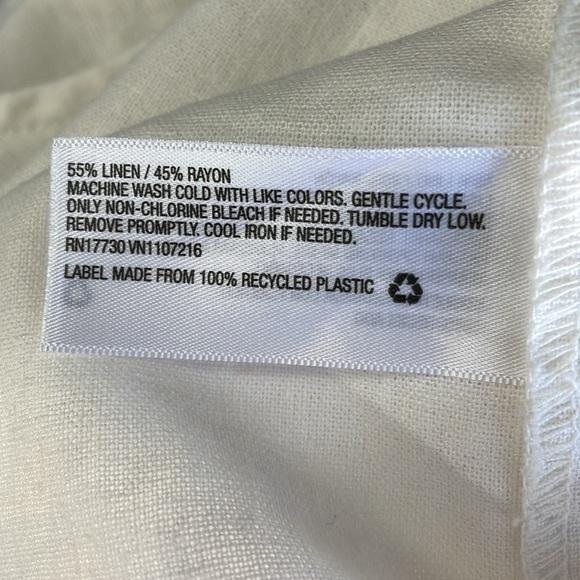 55% LINEN / 45% RAYON
MACHINE WASH COLD WITH LIKE COLORS. GENTLE CYCLE.
ONLY NON-CHLORINE BLEACH IF NEEDED. TUMBLE DRY LOW.
REMOVE PROMPTLY. COOL IRON IF NEEDED.
RN17730 VN1107216
LABEL MADE FROM 100% RECYCLED PLASTIC